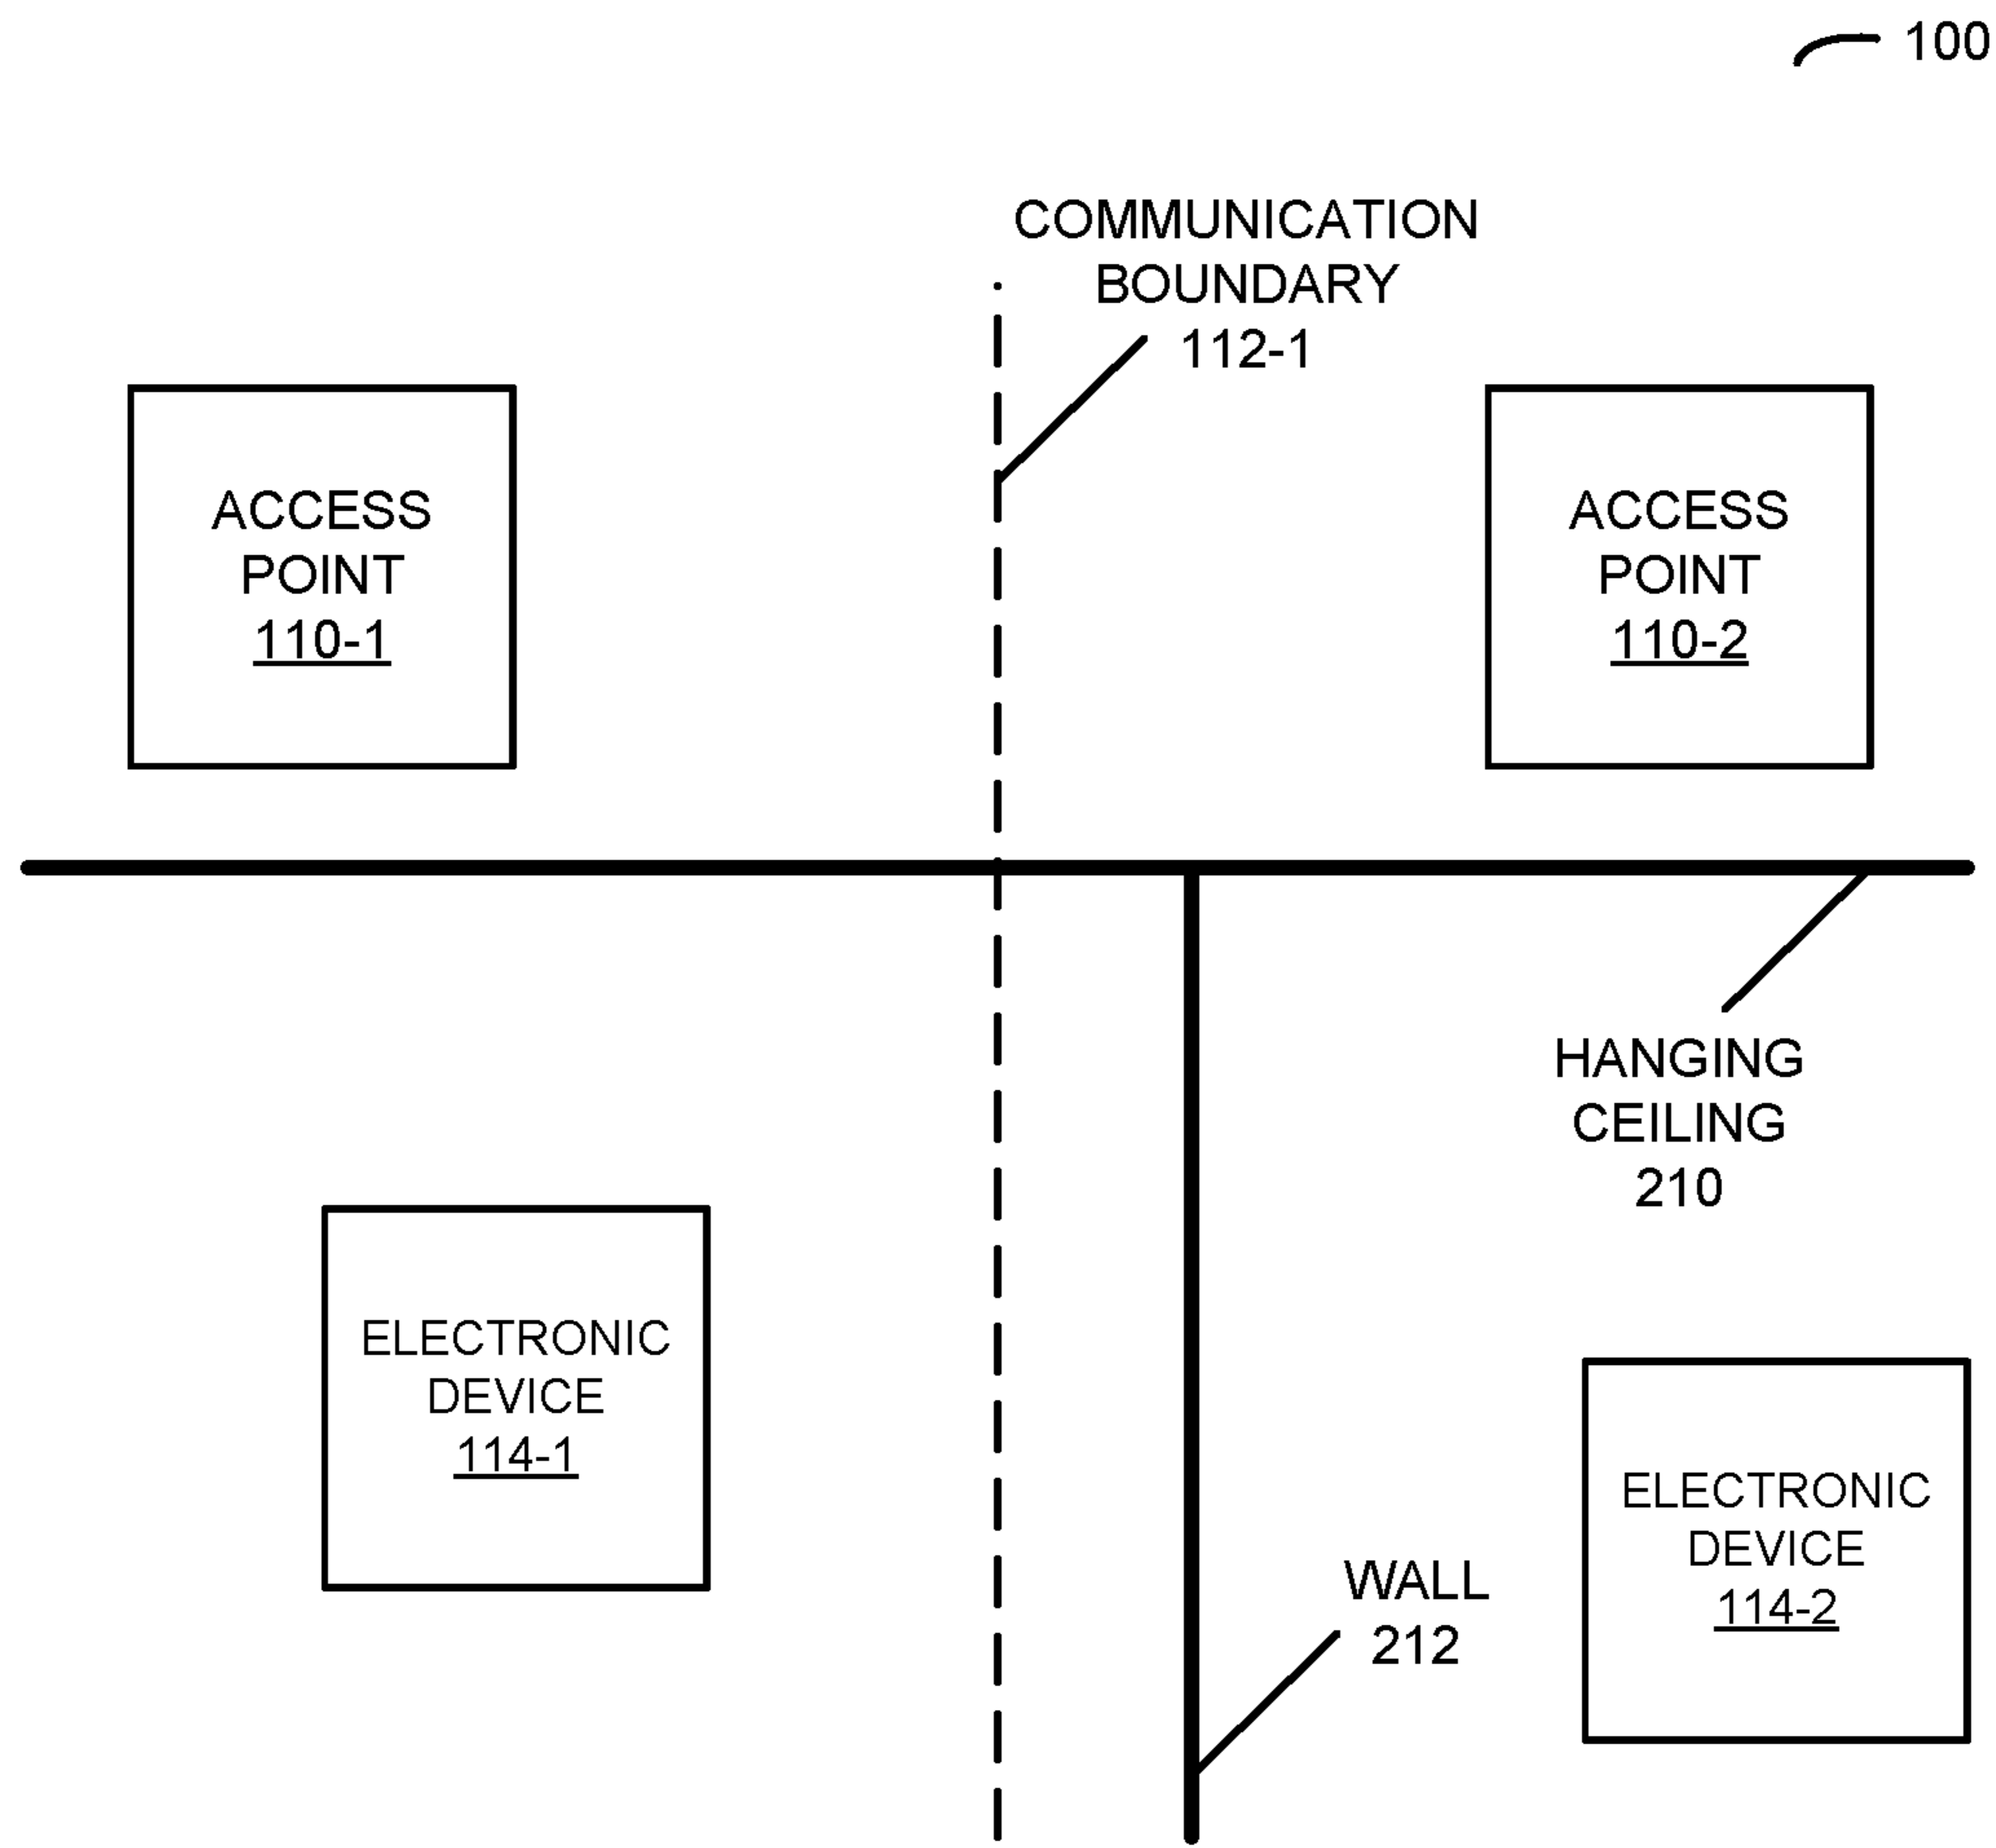 100
COMMUNICATION
BOUNDARY
112-1
ACCESS
POINT
110-1
ACCESS
POINT
110-2
HANGING
CEILING
210
ELECTRONIC
DEVICE
114-1
ELECTRONIC
DEVICE
114-2
WALL
212